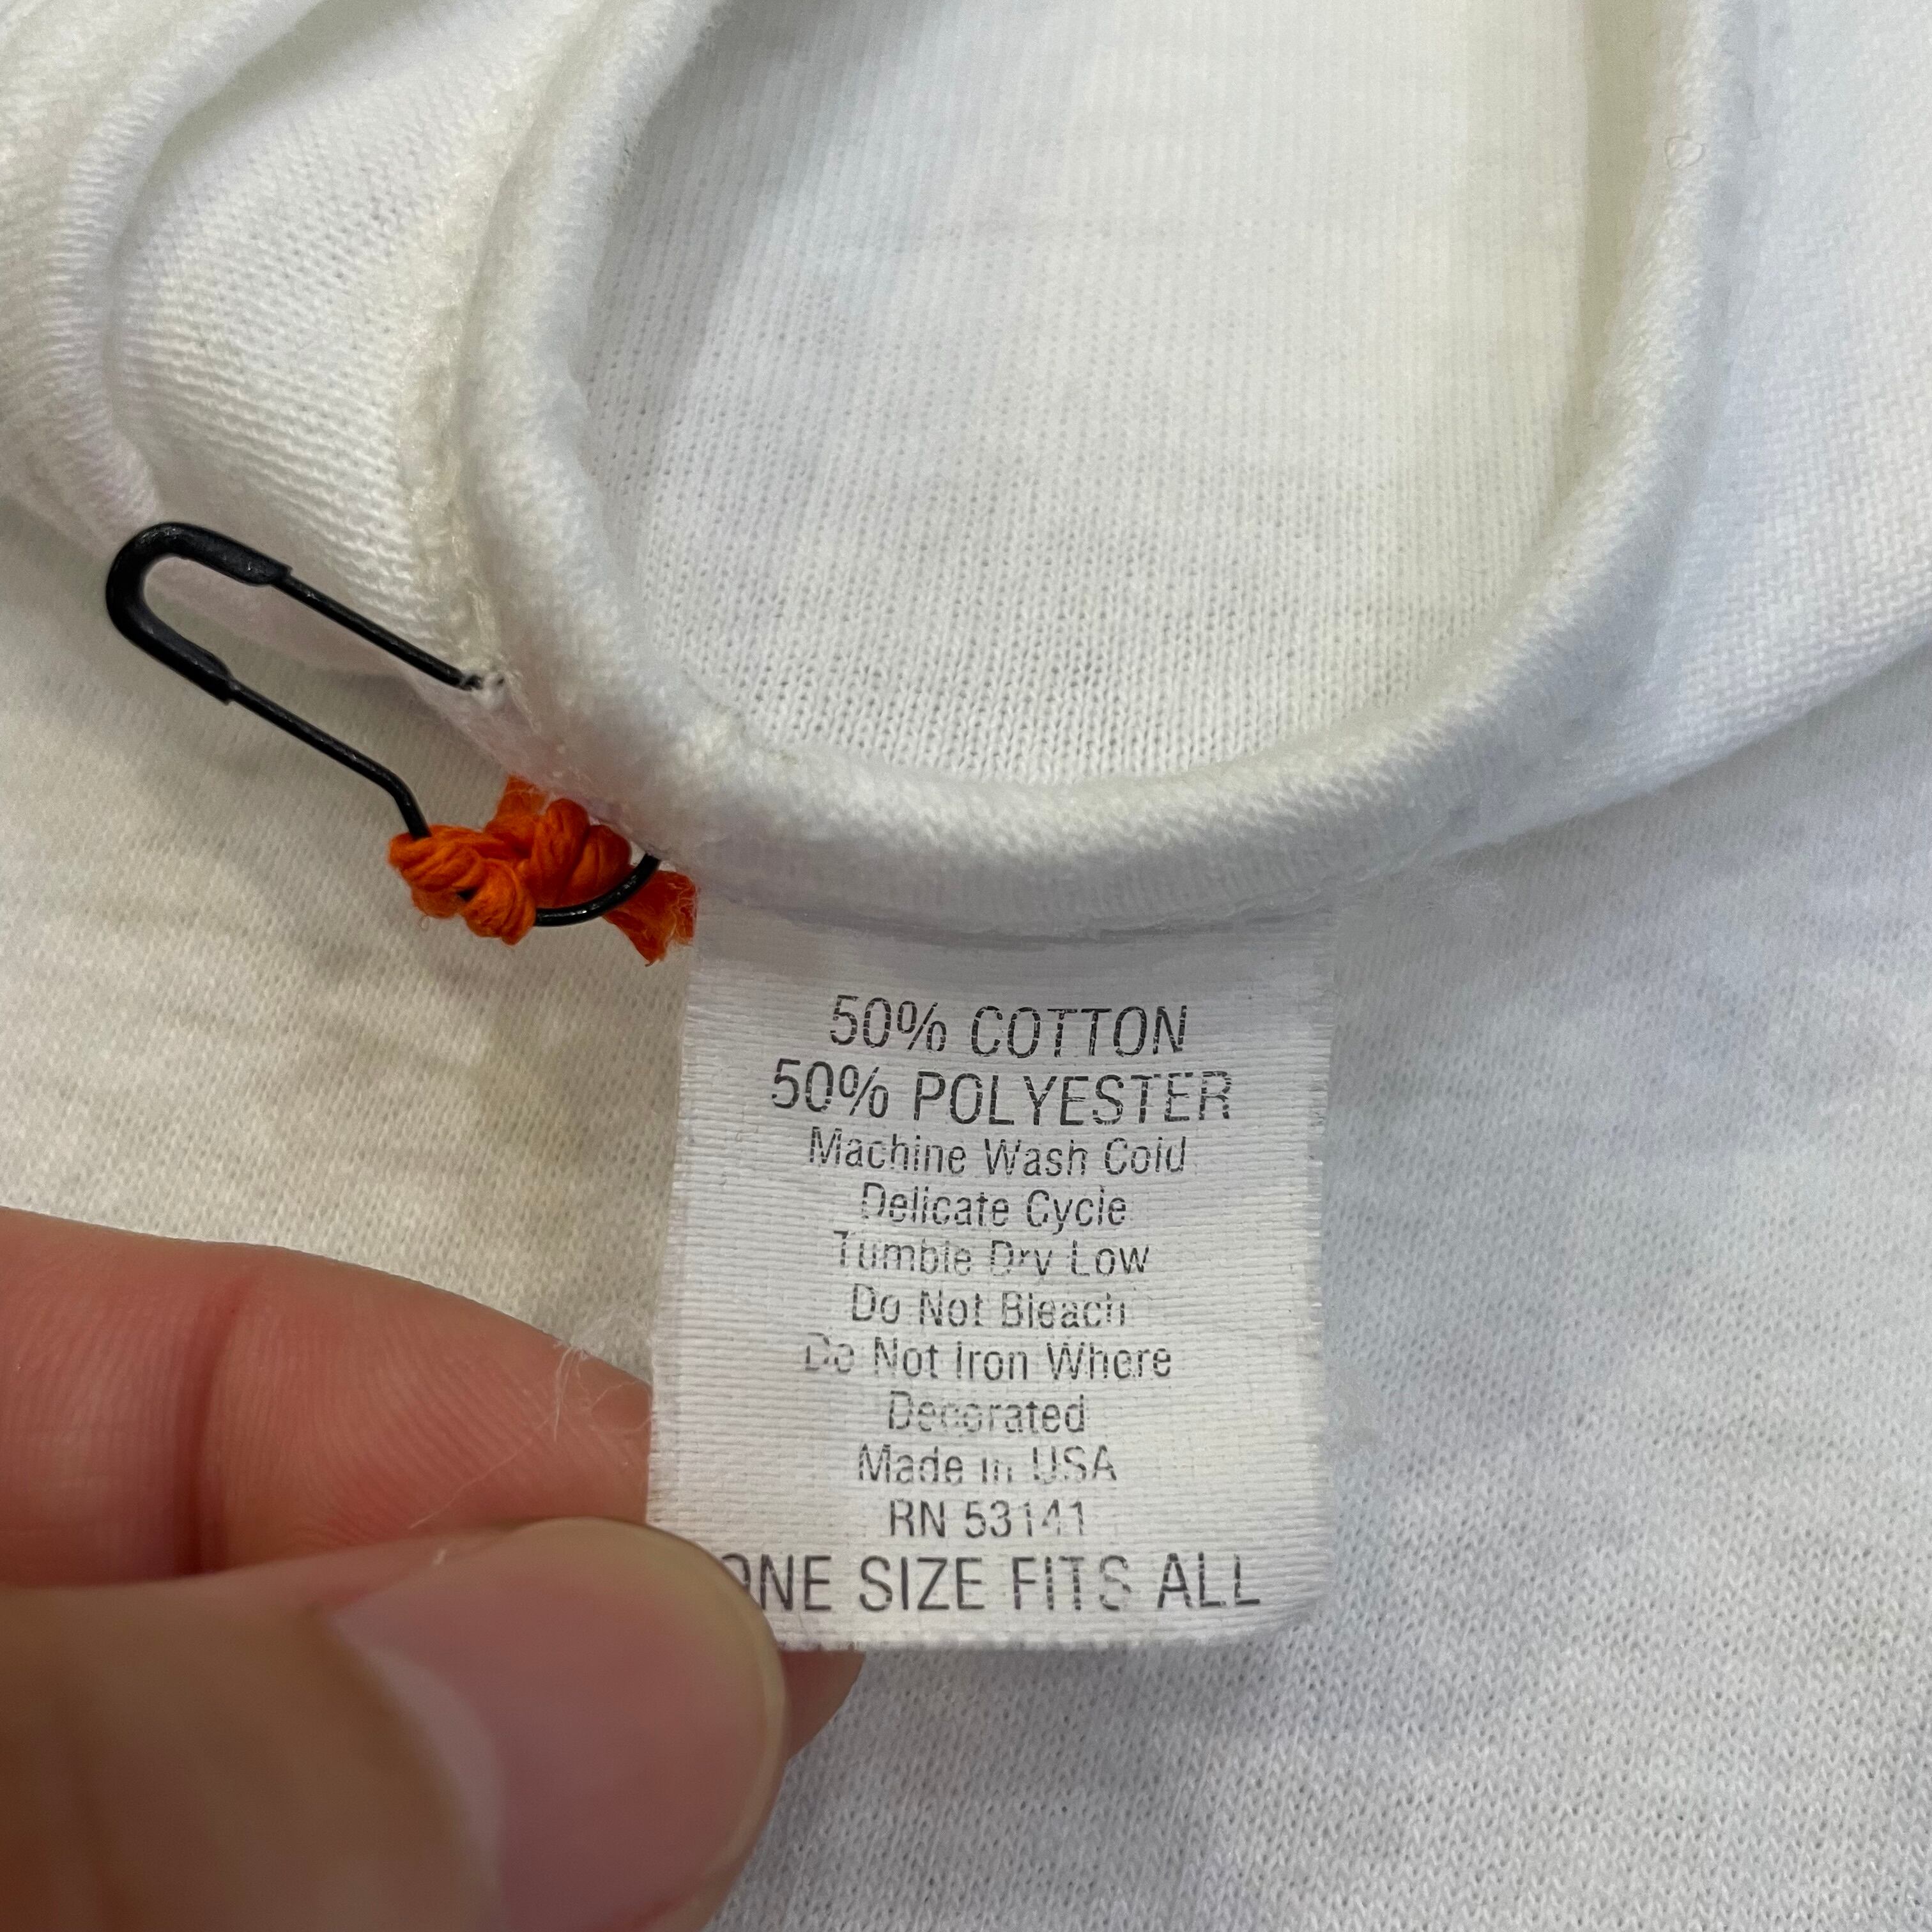 50% COTTON
50% POLYESTER
Machine Wash Cold
Delicate Cycle
Tumble Dry Low
Do Not Bleach
Do Not Iron Where
Decorated
Made in USA
RN 53141
ONE SIZE FITS ALL